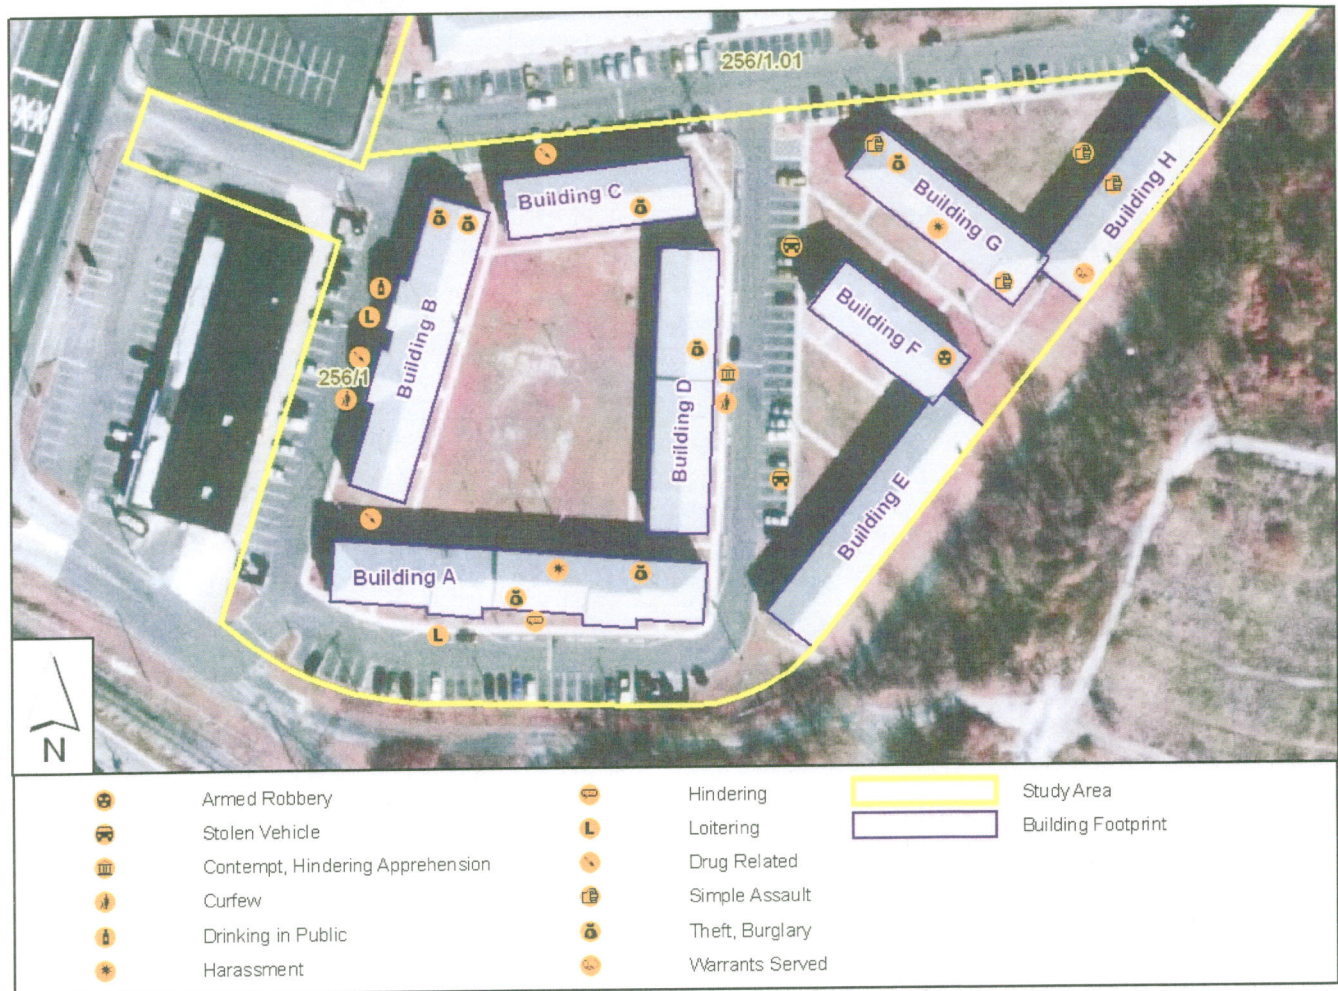 256/1.01
Building C
Building G
Building H
Building B
Building F
256/1
Building D
Building E
Building A
L
L
N
Armed Robbery
Stolen Vehicle
Contempt, Hindering Apprehension
Curfew
Drinking in Public
Harassment
Hindering
L
Loitering
Drug Related
Simple Assault
Theft, Burglary
Warrants Served
Study Area
Building Footprint